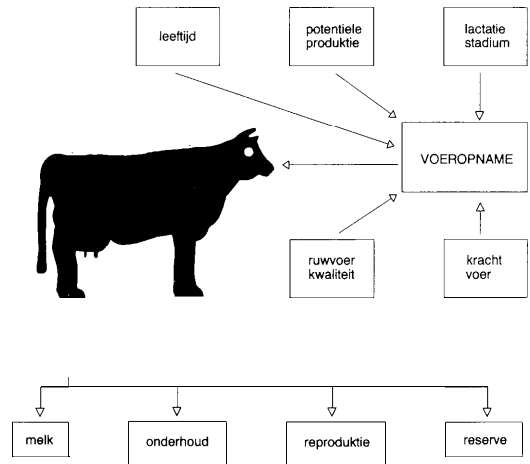 leeftijd
potentiele
produktie
lactatie
stadium
VOEROPNAME
ruwvoer
kwaliteit
kracht
voer
melk
onderhoud
reproduktie
reserve